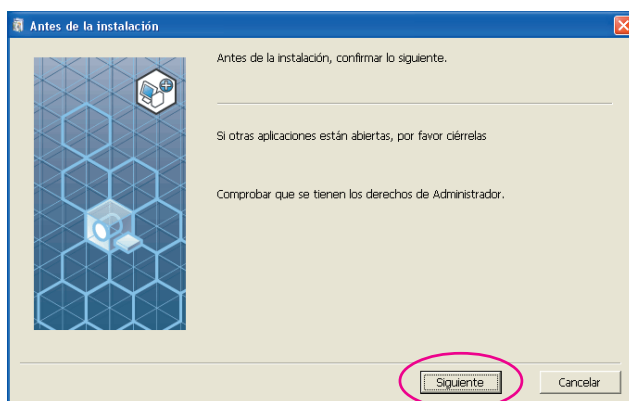 Antes de la instalación
Antes de la instalación, confirmar lo siguiente.
Si otras aplicaciones están abiertas, por favor ciérrelas
Comprobar que se tienen los derechos de Administrador.
Siguiente
Cancelar